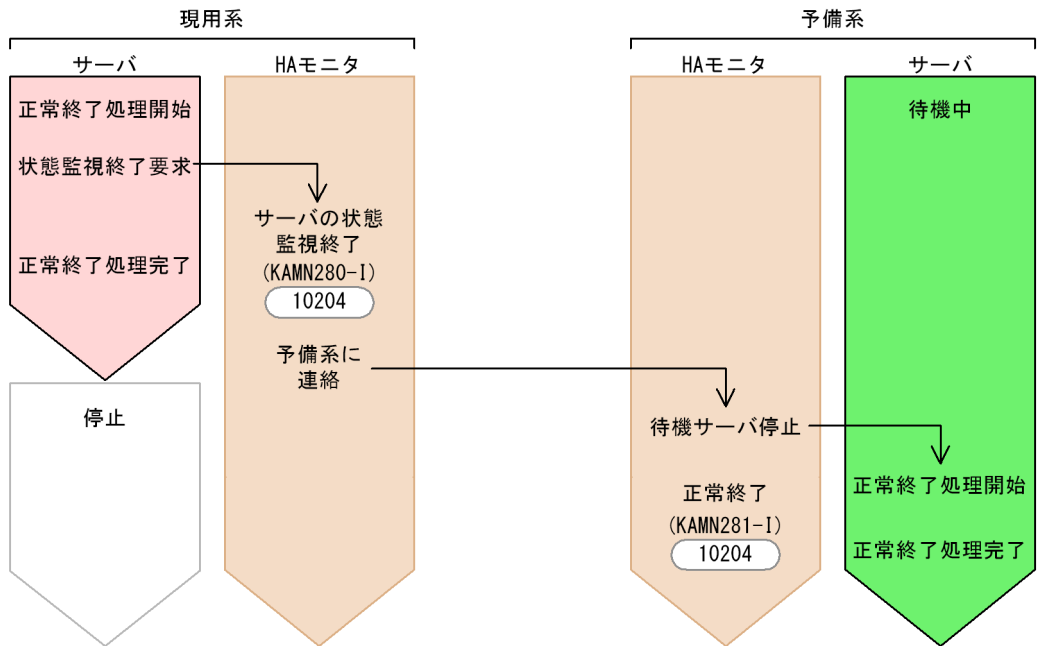 現用系
予備系
サーバ
HAモニタ
HAモニタ
サーバ
正常終了処理開始
状態監視終了要求
正常終了処理完了
停止
サーバの状態
監視終了
(KAMN280-I)
10204
予備系に
連絡
待機サーバ停止
正常終了
(KAMN281-I)
10204
待機中
正常終了処理開始
正常終了処理完了